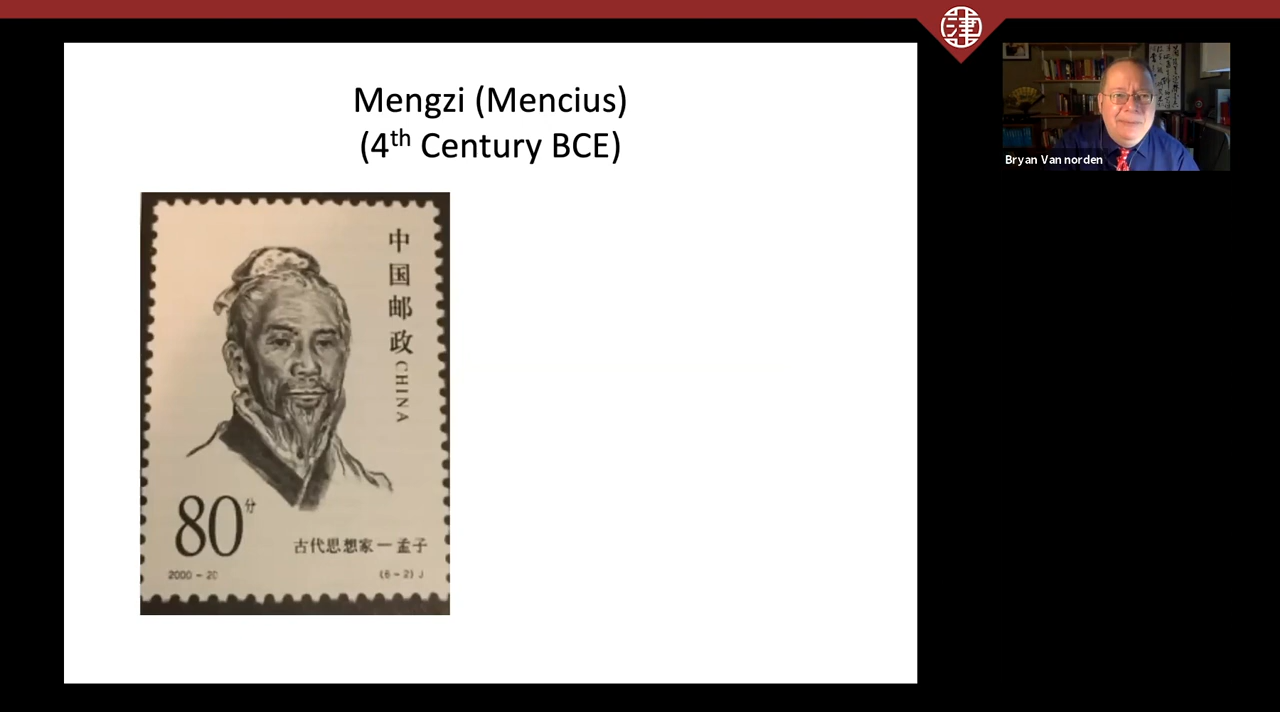 Mengzi (Mencius)
(4th Century BCE)
中国邮政 CHINA
80分
古代思想家—孟子
2000-20
(6-2) J
Bryan Van norden